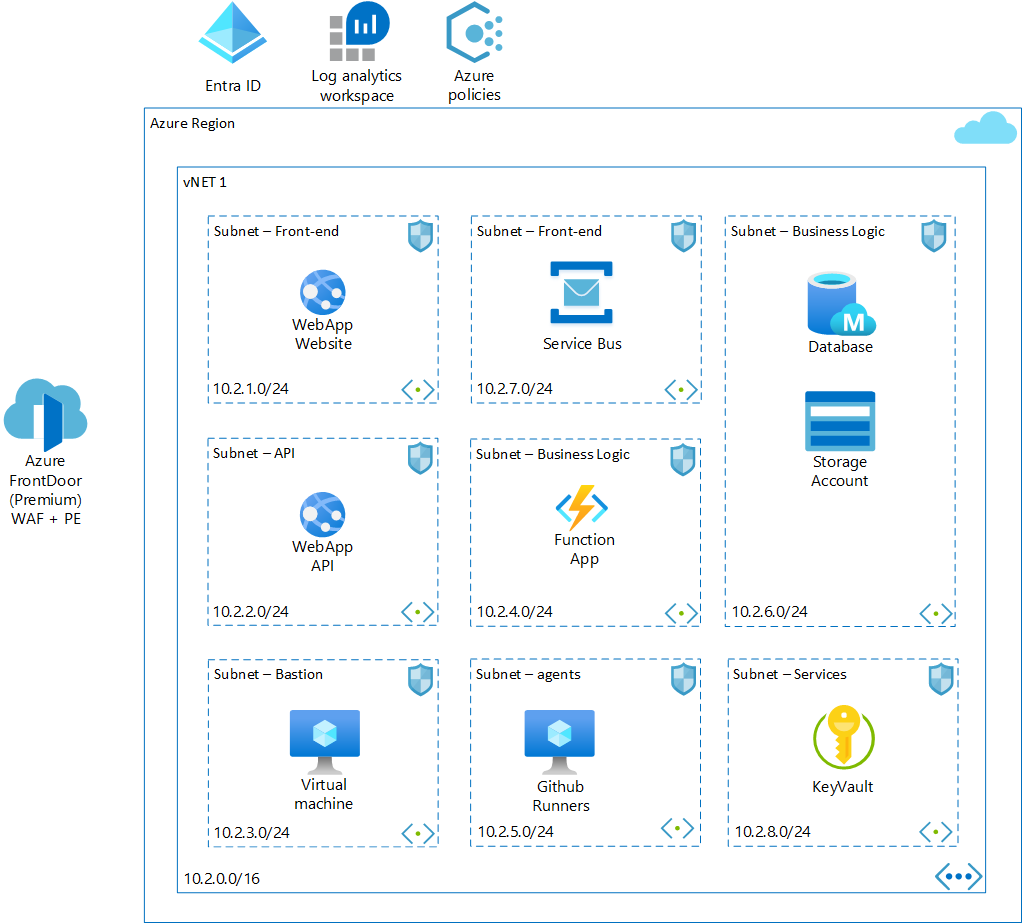 Entra ID
Log analytics
workspace
Azure
policies
Azure Region
vNET 1
Subnet – Front-end
WebApp
Website
10.2.1.0/24
Subnet – Front-end
Service Bus
10.2.7.0/24
Subnet – Business Logic
M
Database
Storage
Account
10.2.6.0/24
Azure
FrontDoor
(Premium)
WAF + PE
Subnet – API
WebApp
API
10.2.2.0/24
Subnet – Business Logic
Function
App
10.2.4.0/24
Subnet – Bastion
Virtual
machine
10.2.3.0/24
Subnet – agents
Github
Runners
10.2.5.0/24
Subnet – Services
KeyVault
10.2.8.0/24
10.2.0.0/16